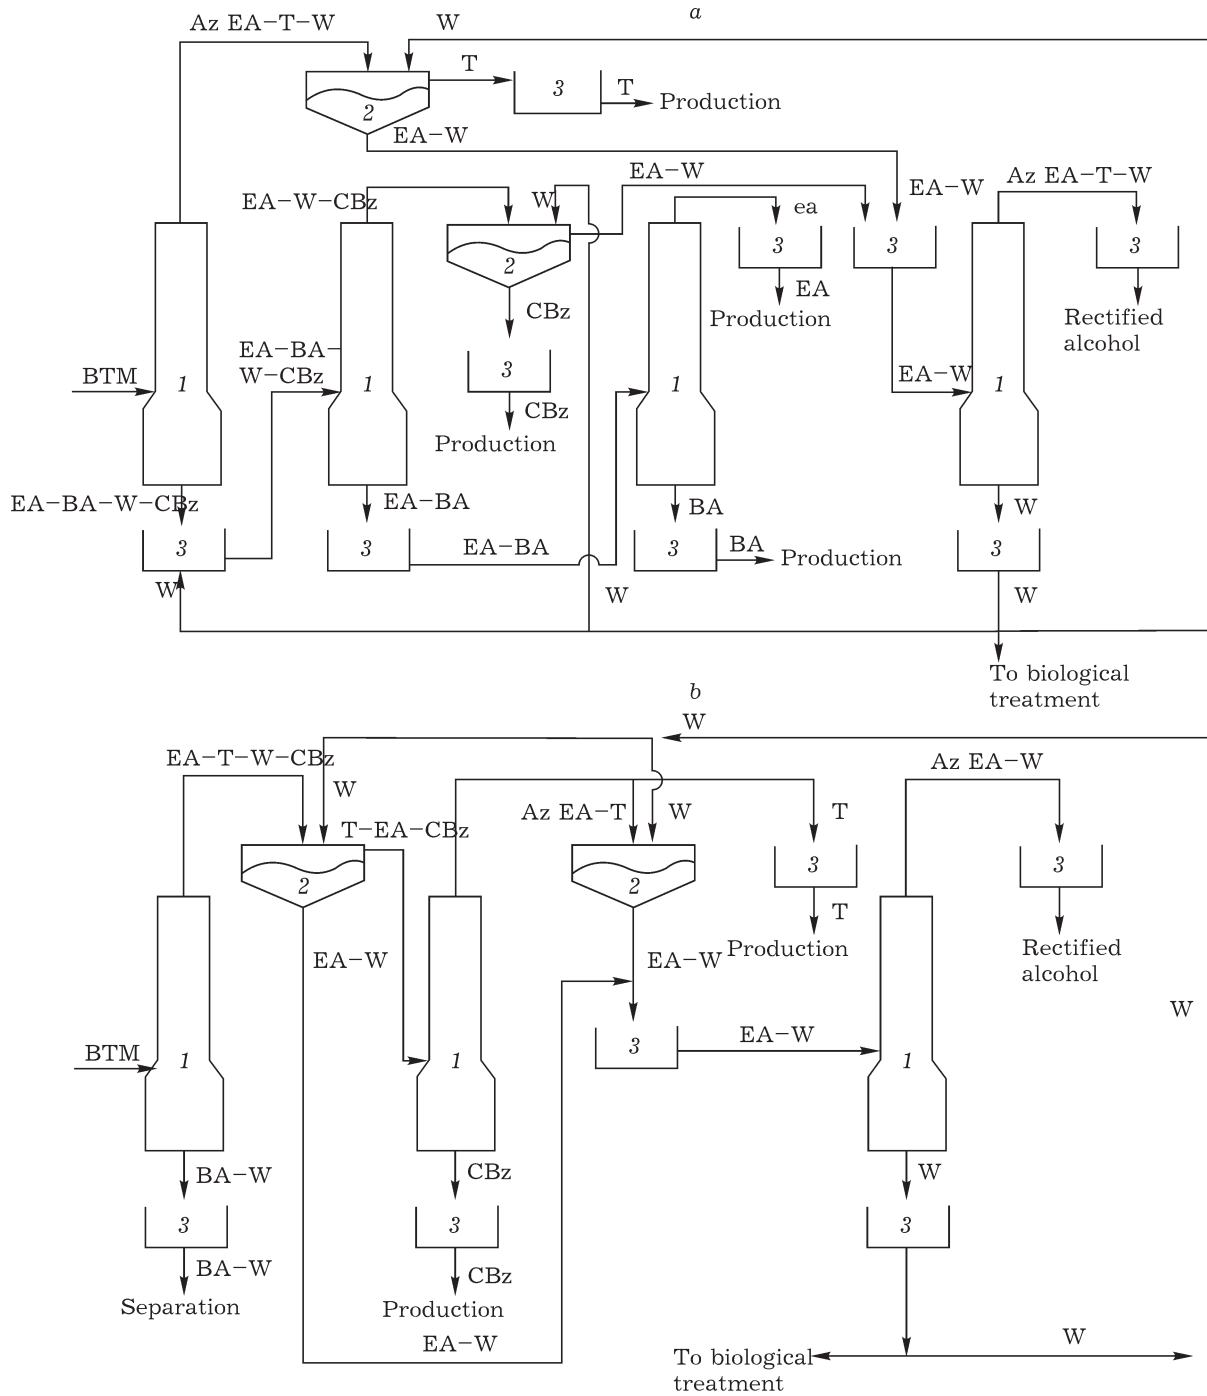 a
Az EA−T−W
W
T
3
T
Production
2
EA−W
EA−W−CBz
W
EA−W
ea
EA−W
Az EA−T−W
2
3
3
3
CBz
EA
Production
Rectified
alcohol
BTM
1
EA−BA−
W−CBz
1
3
CBz
Production
1
EA−W
1
EA−BA−W−CBz
EA−BA
BA
W
3
3
EA−BA
3
BA
Production
3
W
W
W
To biological
treatment
b
W
EA−T−W−CBz
W
Az EA−W
T−EA−CBz
Az EA−T
W
T
2
2
3
3
EA−W
EA−W
T
Production
Rectified
alcohol
W
BTM
1
1
3
EA−W
1
BA−W
CBz
W
3
3
3
BA−W
CBz
Separation
Production
EA−W
W
To biological
treatment